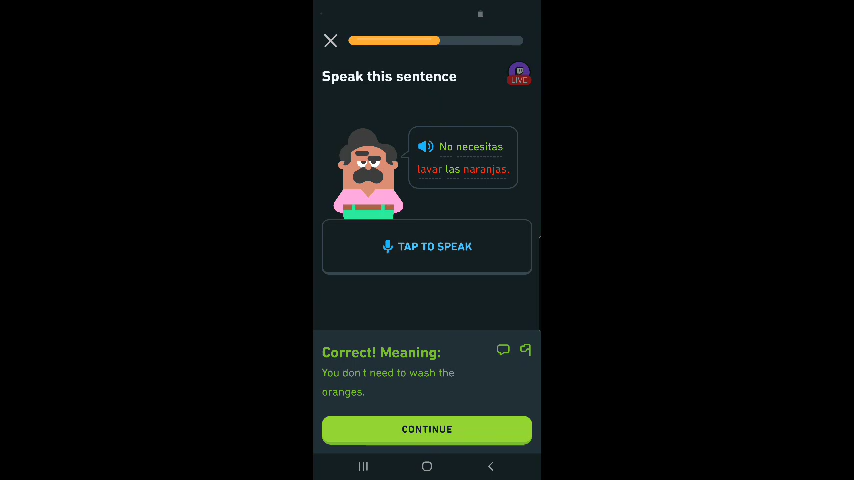 Speak this sentence
LIVE
No necesitas
lavar las naranjas.
TAP TO SPEAK
Correct! Meaning:
You don't need to wash the
oranges.
CONTINUE